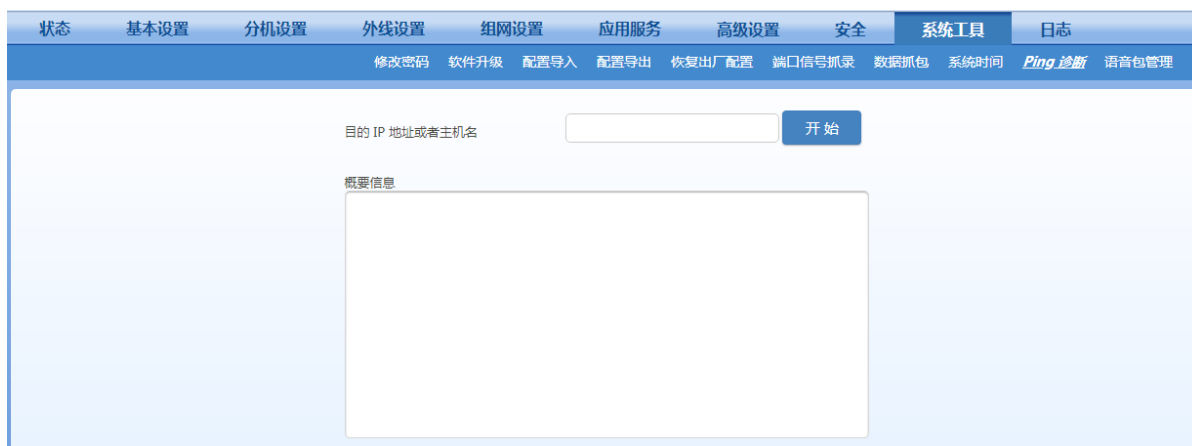 状态 基本设置 分机设置 外线设置 组网设置 应用服务 高级设置 安全 系统工具 日志
修改密码 软件升级 配置导入 配置导出 恢复出厂配置 端口信号抓录 数据抓包 系统时间 Ping 诊断 语音包管理
目的 IP 地址或者主机名 开 始
概要信息